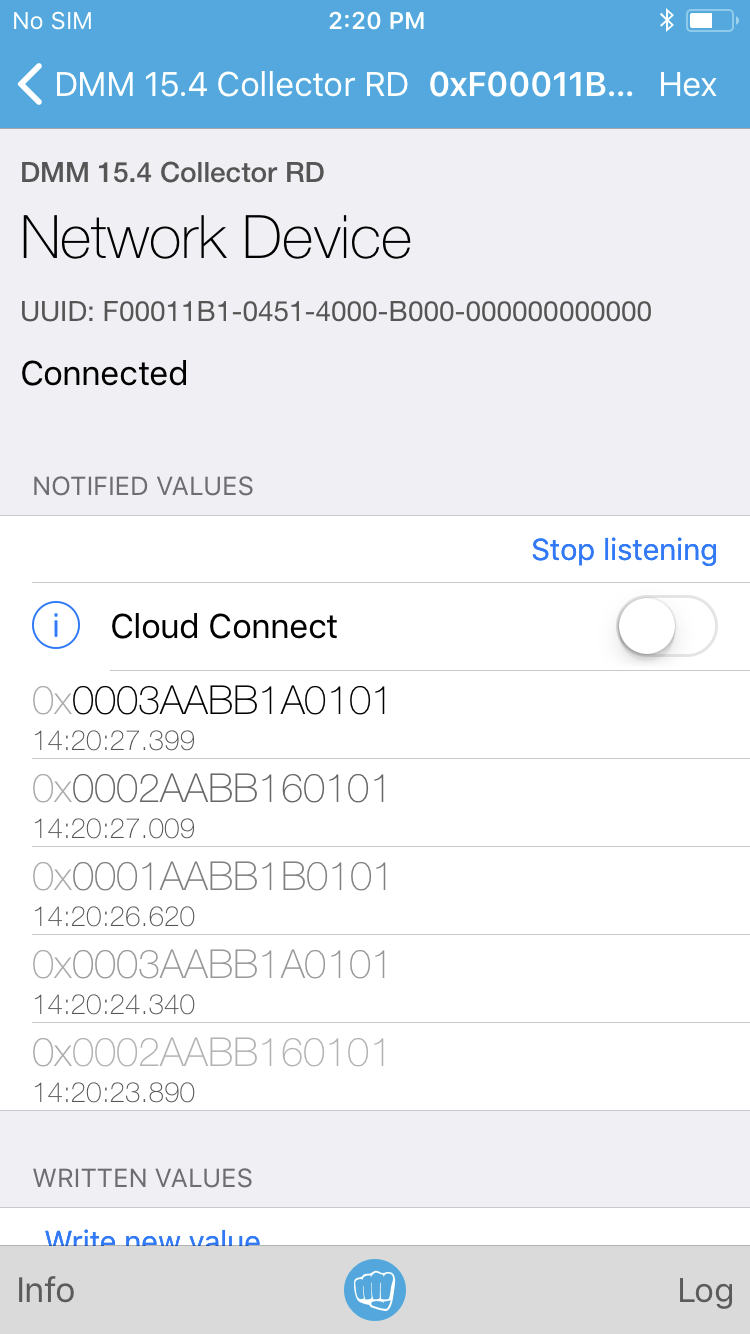 No SIM 2:20 PM
DMM 15.4 Collector RD 0xF00011B... Hex
DMM 15.4 Collector RD
Network Device
UUID: F00011B1-0451-4000-B000-000000000000
Connected
NOTIFIED VALUES
Stop listening
i Cloud Connect
0x0003AABB1A0101
14:20:27.399
0x0002AABB160101
14:20:27.009
0x0001AABB1B0101
14:20:26.620
0x0003AABB1A0101
14:20:24.340
0x0002AABB160101
14:20:23.890
WRITTEN VALUES
Write new value
Info Log